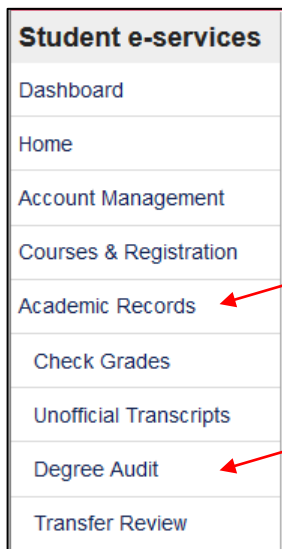 Student e-services
Dashboard
Home
Account Management
Courses & Registration
Academic Records
Check Grades
Unofficial Transcripts
Degree Audit
Transfer Review